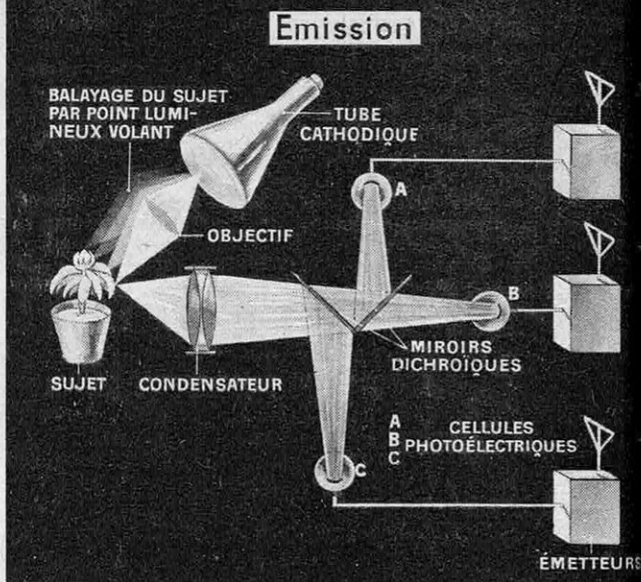 Emission
BALAYAGE DU SUJET
PAR POINT LUMI-
NEUX VOLANT
TUBE
CATHODIQUE
A
OBJECTIF
B
MIROIRS
DICHROÏQUES
SUJET
CONDENSATEUR
A
B
C
CELLULES
PHOTOÉLECTRIQUES
C
ÉMETTEURS